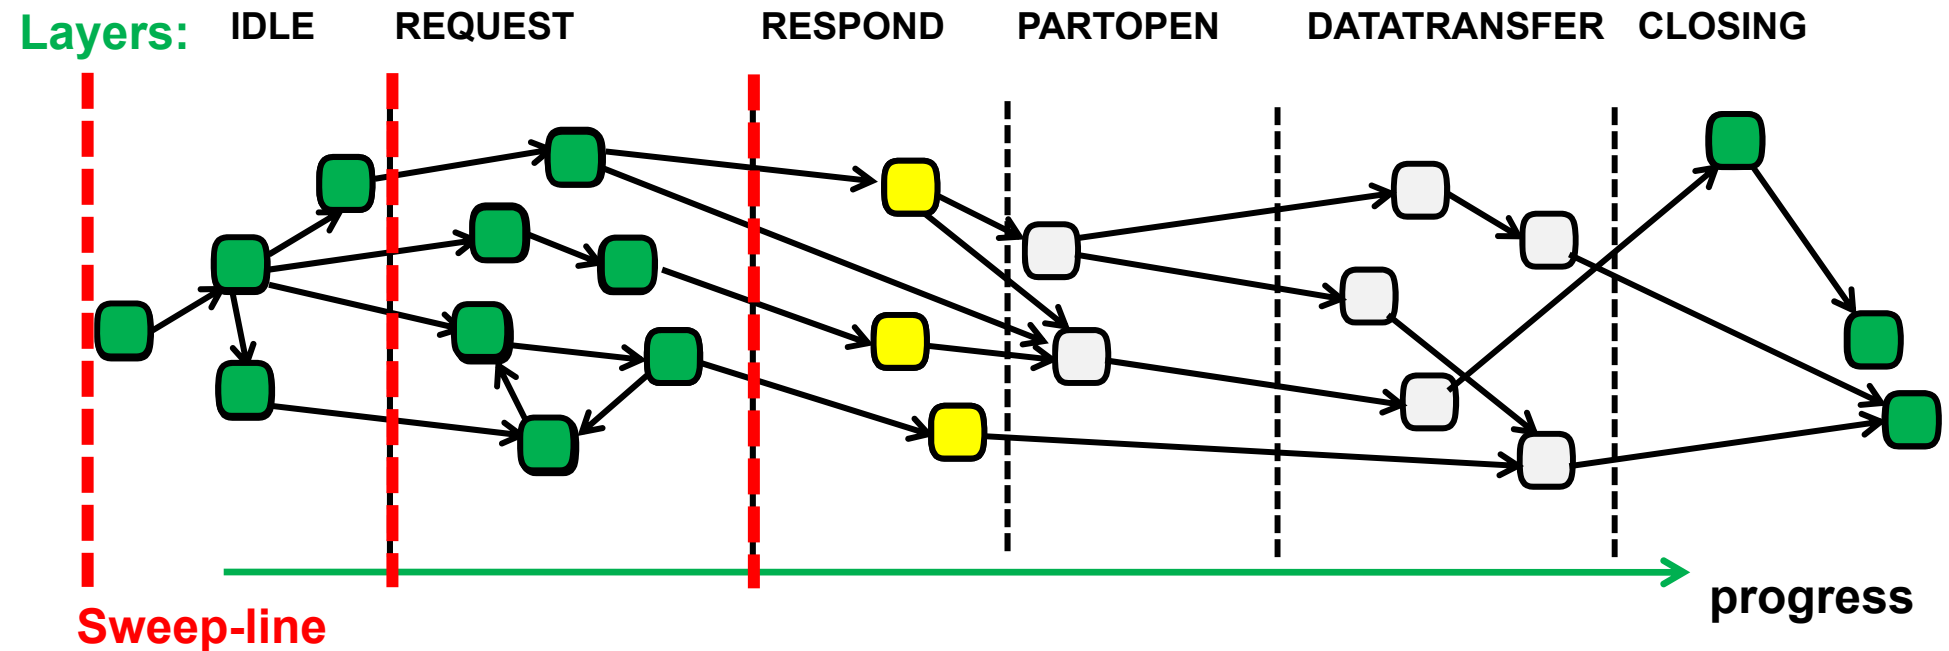 Layers: IDLE REQUEST RESPOND PARTOPEN DATATRANSFER CLOSING
progress
Sweep-line